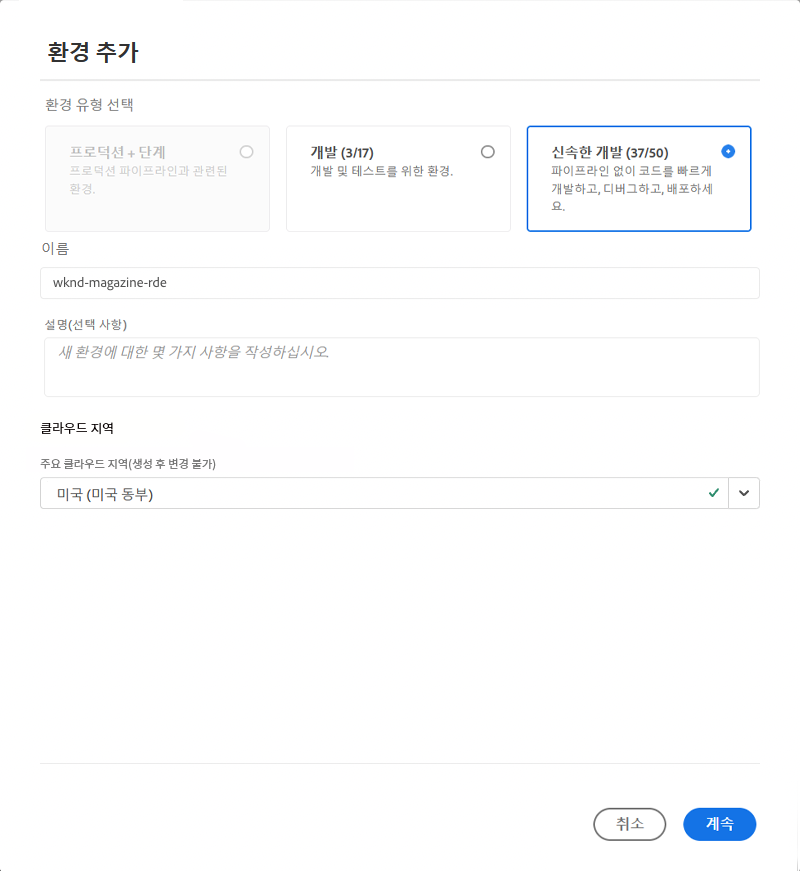 환경 추가
환경 유형 선택
프로덕션 + 단계
프로덕션 파이프라인과 관련된
환경.
개발 (3/17)
개발 및 테스트를 위한 환경.
신속한 개발 (37/50)
파이프라인 없이 코드를 빠르게
개발하고, 디버그하고, 배포하세
요.
이름
wknd-magazine-rde
설명(선택 사항)
새 환경에 대한 몇 가지 사항을 작성하십시오.
클라우드 지역
주요 클라우드 지역(생성 후 변경 불가)
미국 (미국 동부)
취소
계속